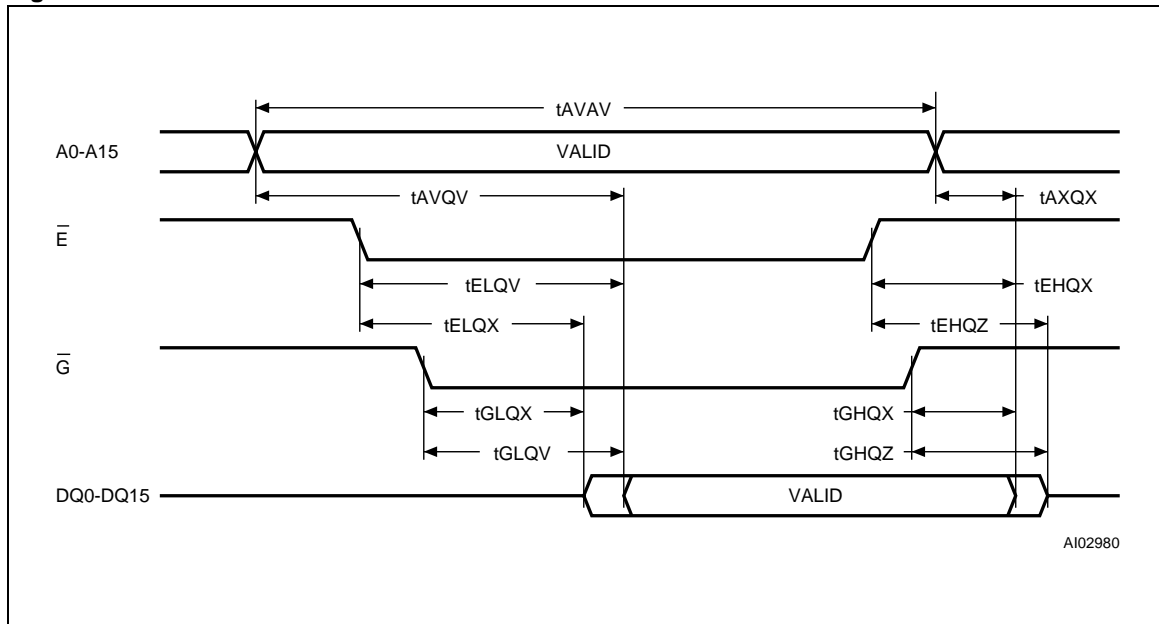 tAVAV
A0-A15
VALID
tAVQV
tAXQX
E
tELQV
tEHQX
tELQX
tEHQZ
G
tGLQX
tGHQX
tGLQV
tGHQZ
DQ0-DQ15
VALID
AI02980